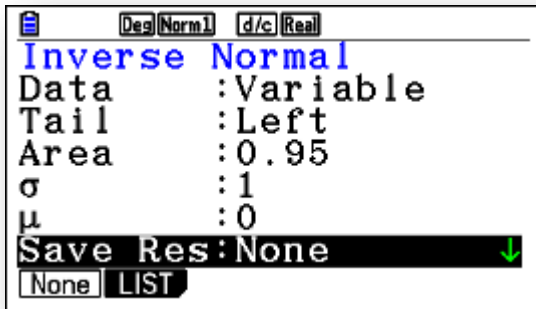 Deg Norm1 d/c Real
Inverse Normal
Data :Variable
Tail :Left
Area :0.95
σ :1
μ :0
Save Res:None ↓
None LIST